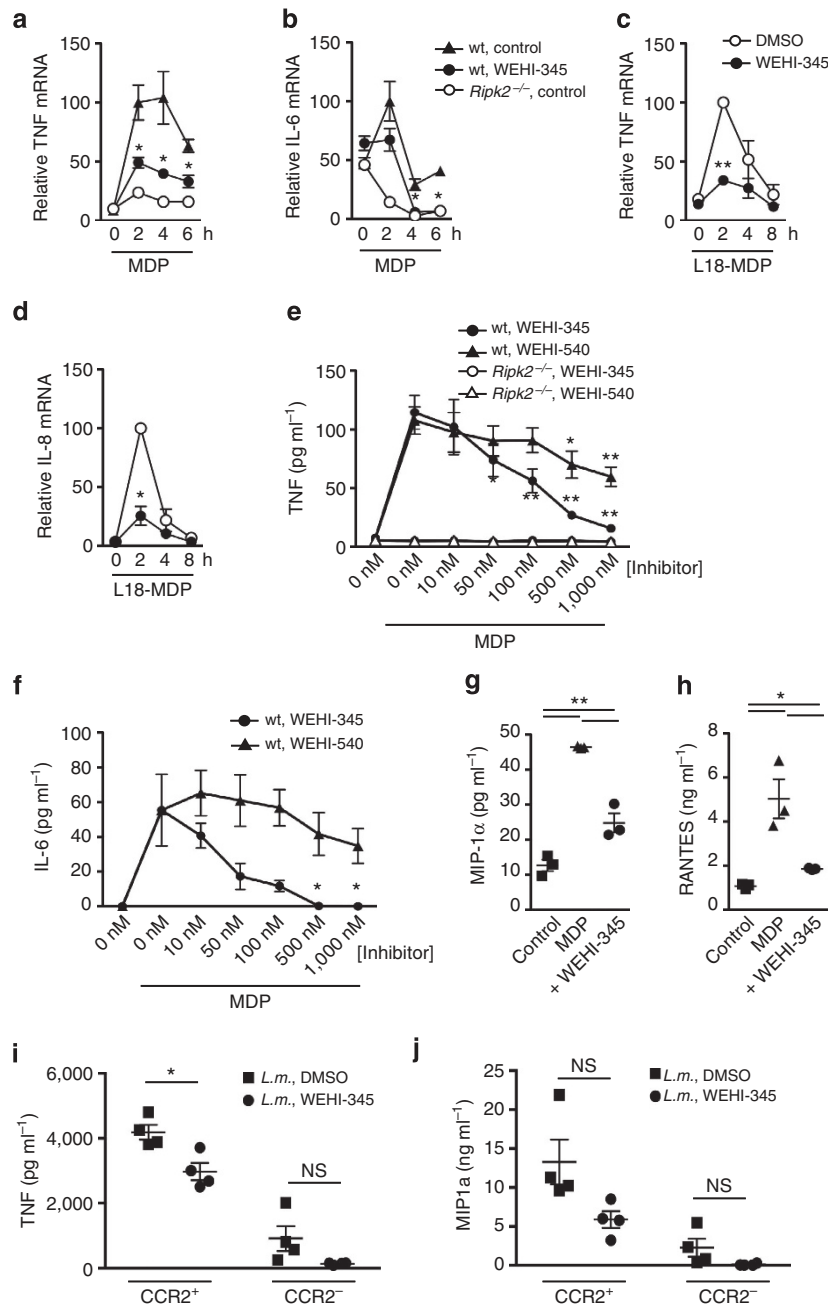 a
Relative TNF mRNA
150
100
50
0
*
*
*
0 2 4 6 h
MDP
b
Relative IL-6 mRNA
150
100
50
0
wt, control
wt, WEHI-345
Ripk2−/−, control
*
*
0 2 4 6 h
MDP
c
Relative TNF mRNA
150
100
50
0
DMSO
WEHI-345
**
0 2 4 8 h
L18-MDP
d
Relative IL-8 mRNA
150
100
50
0
*
0 2 4 8 h
L18-MDP
e
wt, WEHI-345
wt, WEHI-540
Ripk2−/−, WEHI-345
Ripk2−/−, WEHI-540
TNF (pg ml−1)
150
100
50
0
*
*
**
**
**
**
0 nM 0 nM 10 nM 50 nM 100 nM 500 nM 1,000 nM [Inhibitor]
MDP
f
wt, WEHI-345
wt, WEHI-540
IL-6 (pg ml−1)
80
60
40
20
0
*
*
0 nM 0 nM 10 nM 50 nM 100 nM 500 nM 1,000 nM [Inhibitor]
MDP
g
**
MIP-1α (pg ml−1)
50
40
30
20
10
0
Control
MDP
+ WEHI-345
h
*
RANTES (ng ml−1)
8
6
4
2
0
Control
MDP
+ WEHI-345
i
TNF (pg ml−1)
6,000
4,000
2,000
0
*
NS
L.m., DMSO
L.m., WEHI-345
CCR2+ CCR2−
j
MIP1a (ng ml−1)
25
20
15
10
5
0
NS
NS
L.m., DMSO
L.m., WEHI-345
CCR2+ CCR2−